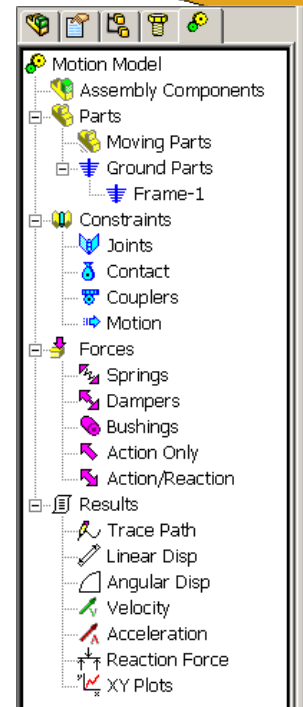 Motion Model
Assembly Components
Parts
Moving Parts
Ground Parts
Frame-1
Constraints
Joints
Contact
Couplers
Motion
Forces
Springs
Dampers
Bushings
Action Only
Action/Reaction
Results
Trace Path
Linear Disp
Angular Disp
Velocity
Acceleration
Reaction Force
XY Plots